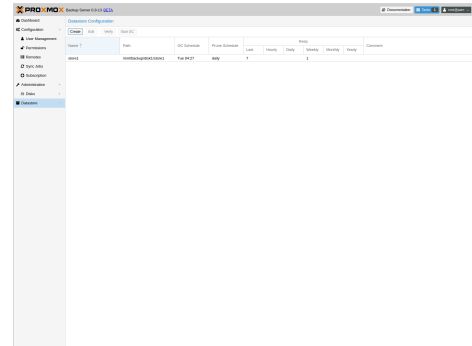 PROXMOX Backup Server 0.9-13 BETA
Documentation Tasks root@pam
Dashboard
Configuration
User Management
Permissions
Remotes
Sync Jobs
Subscription
Administration
Disks
Datastore
Datastore Configuration
Create Edit Verify Start GC
Keep
Name Path GC Schedule Prune Schedule Last Hourly Daily Weekly Monthly Yearly Comment
store1 /mnt/backup/disk1/store1 Tue 04:27 daily 7 1